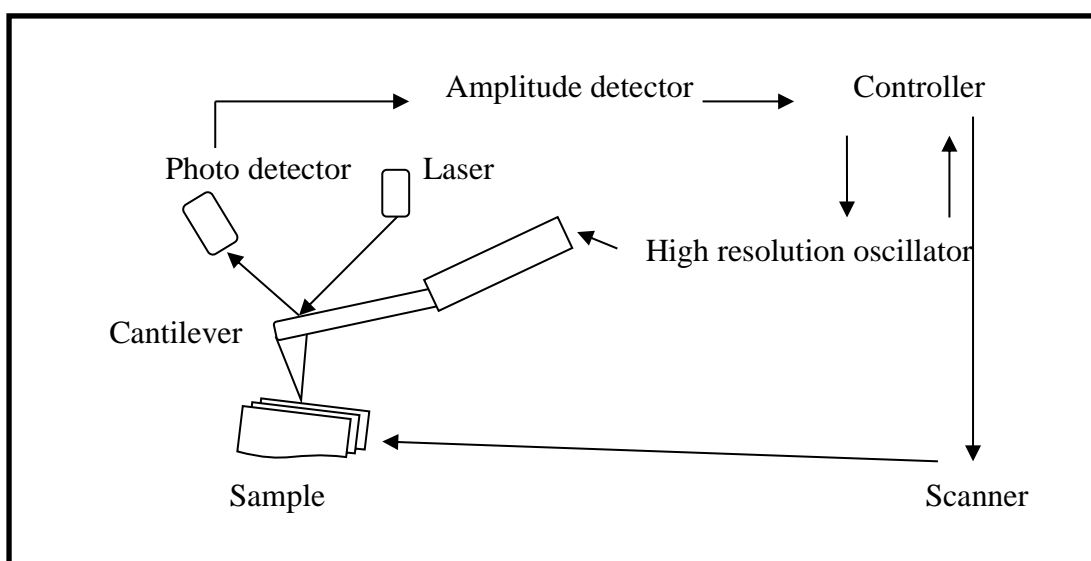 Amplitude detector
Controller
Photo detector
Laser
High resolution oscillator
Cantilever
Sample
Scanner